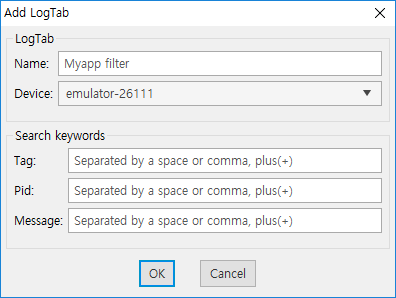 Add LogTab
LogTab
Name: Myapp filter
Device: emulator-26111
Search keywords
Tag: Separated by a space or comma, plus(+)
Pid: Separated by a space or comma, plus(+)
Message: Separated by a space or comma, plus(+)
OK Cancel